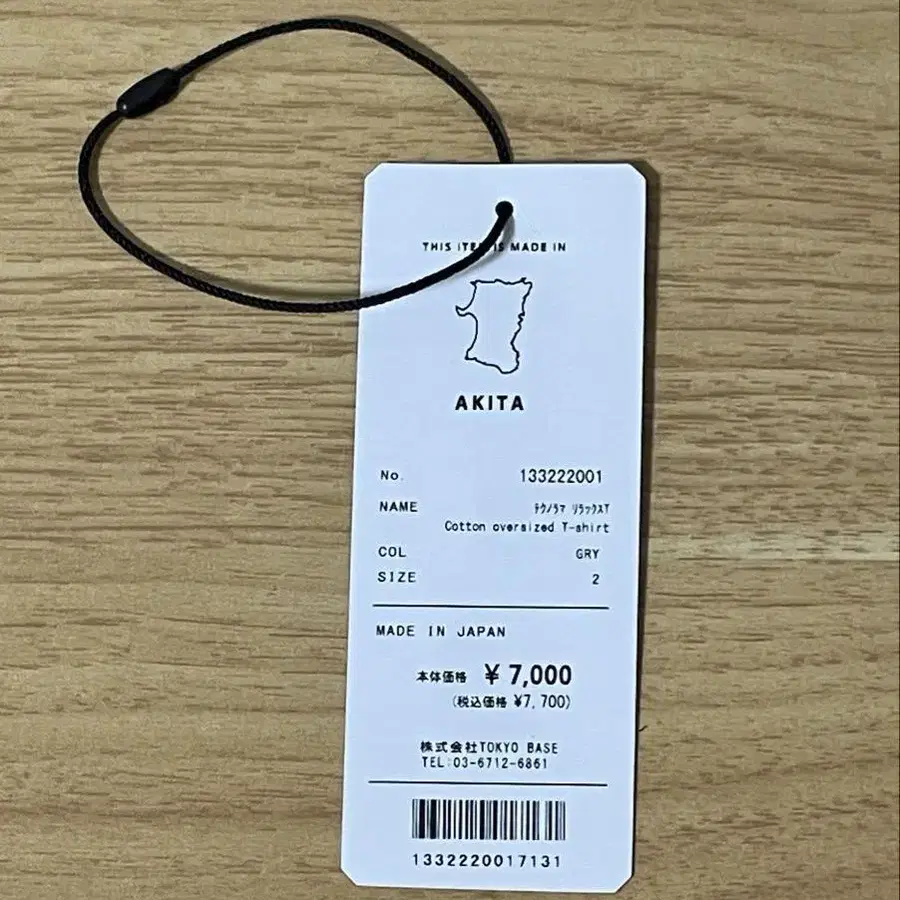 THIS ITEM IS MADE IN
AKITA
No. 133222001
NAME ﾃｸﾉﾗﾏ ﾘﾗｯｸｽT
Cotton oversized T-shirt
COL GRY
SIZE 2
MADE IN JAPAN
本体価格 ¥7,000
(税込価格 ¥7,700)
株式会社TOKYO BASE
TEL:03-6712-6861
1332220017131